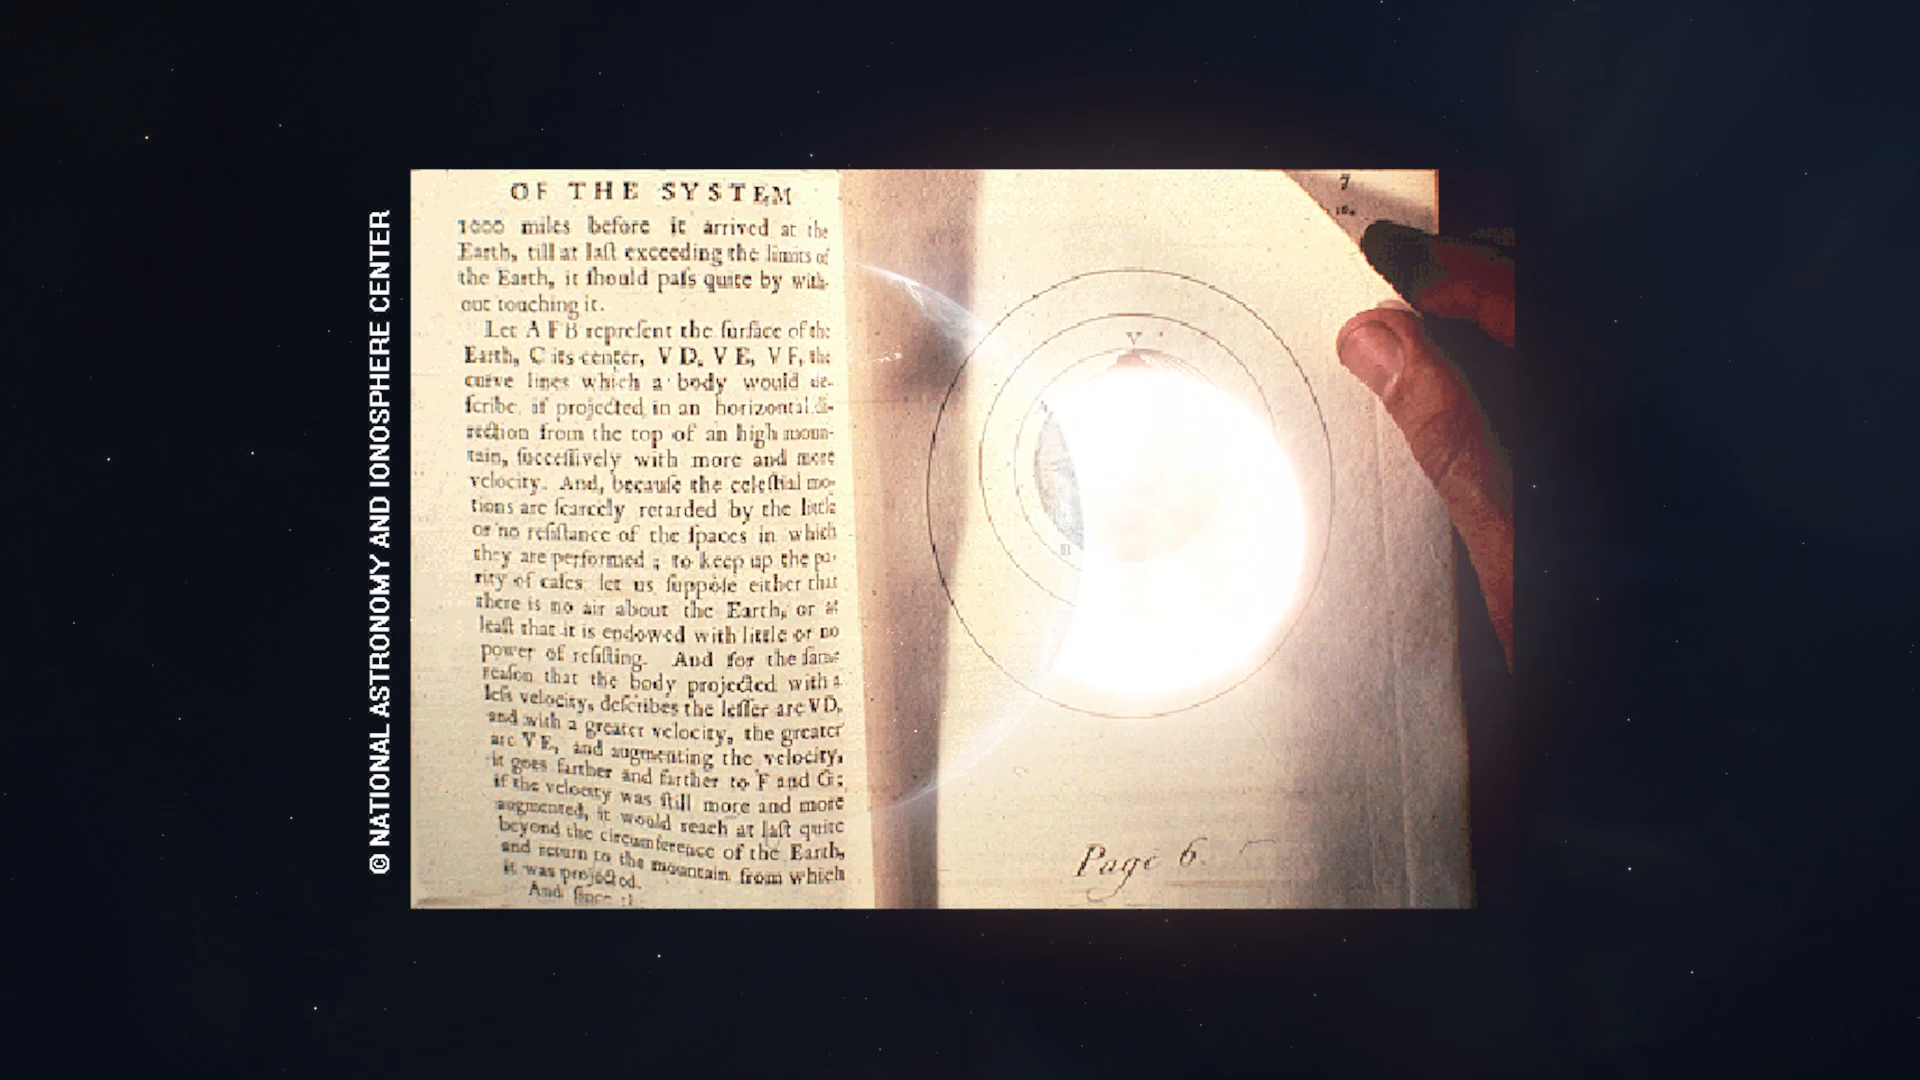 © NATIONAL ASTRONOMY AND IONOSPHERE CENTER
OF THE SYSTEM
1000 miles before it arrived at the
Earth, till at laſt exceeding the limits of
the Earth, it ſhould paſs quite by with-
out touching it.
Let A F B repreſent the ſurface of the
Earth, C its center, V D, V E, V F, the
curve lines which a body would de-
ſcribe, if projected in an horizontal di-
rection from the top of an high moun-
tain, ſucceſſively with more and more
velocity. And, becauſe the celeſtial mo-
tions are ſcarcely retarded by the little
or no reſiſtance of the ſpaces in which
they are performed ; to keep up the pa-
rity of caſes, let us ſuppoſe either that
there is no air about the Earth, or at
leaſt that it is endowed with little or no
power of reſiſting. And for the ſame
reaſon that the body projected with a
leſs velocity, deſcribes the leſſer arc VD,
and with a greater velocity, the greater
arc V E, and augmenting the velocity,
it goes farther and farther to F and G;
if the velocity was ſtill more and more
augmented, it would reach at laſt quite
beyond the circumference of the Earth,
and return to the mountain from which
it was projected.
And ſince
7
V
A
B
Page 6.